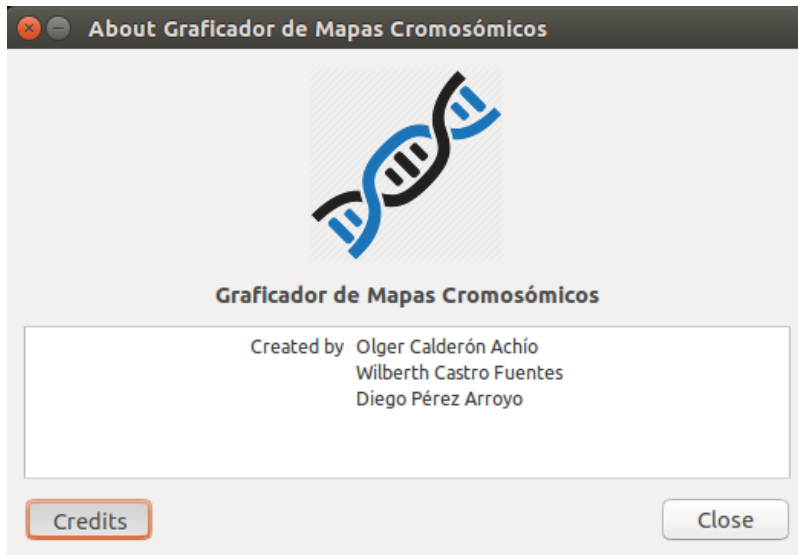 About Graficador de Mapas Cromosómicos
Graficador de Mapas Cromosómicos
Created by Olger Calderón Achío
Wilberth Castro Fuentes
Diego Pérez Arroyo
Credits
Close